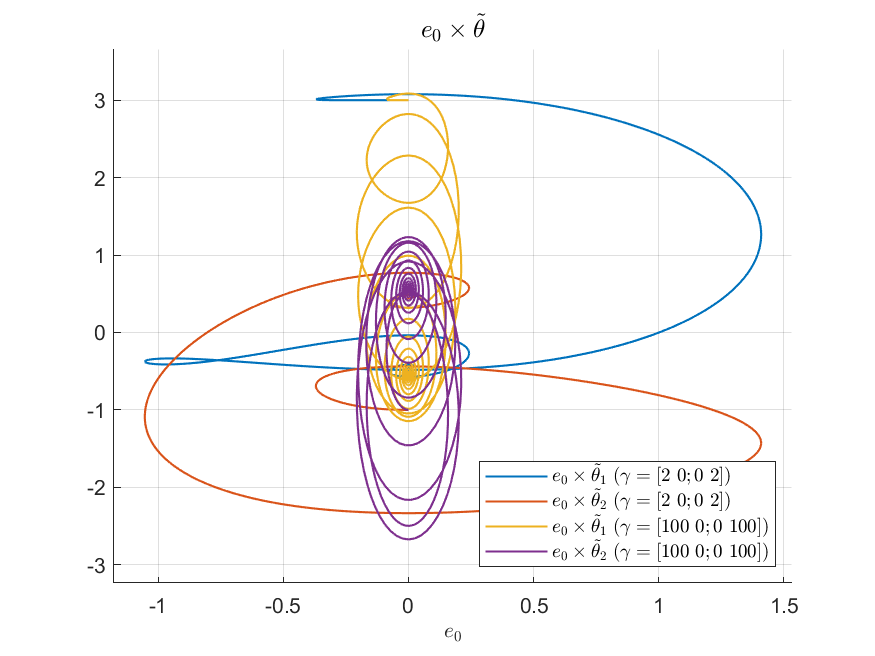 e₀ × θ̃
3
2
1
0
-1
-2
-3
e₀ × θ̃₁ (γ = [2 0; 0 2])
e₀ × θ̃₂ (γ = [2 0; 0 2])
e₀ × θ̃₁ (γ = [100 0; 0 100])
e₀ × θ̃₂ (γ = [100 0; 0 100])
-1 -0.5 0 0.5 1 1.5
e₀